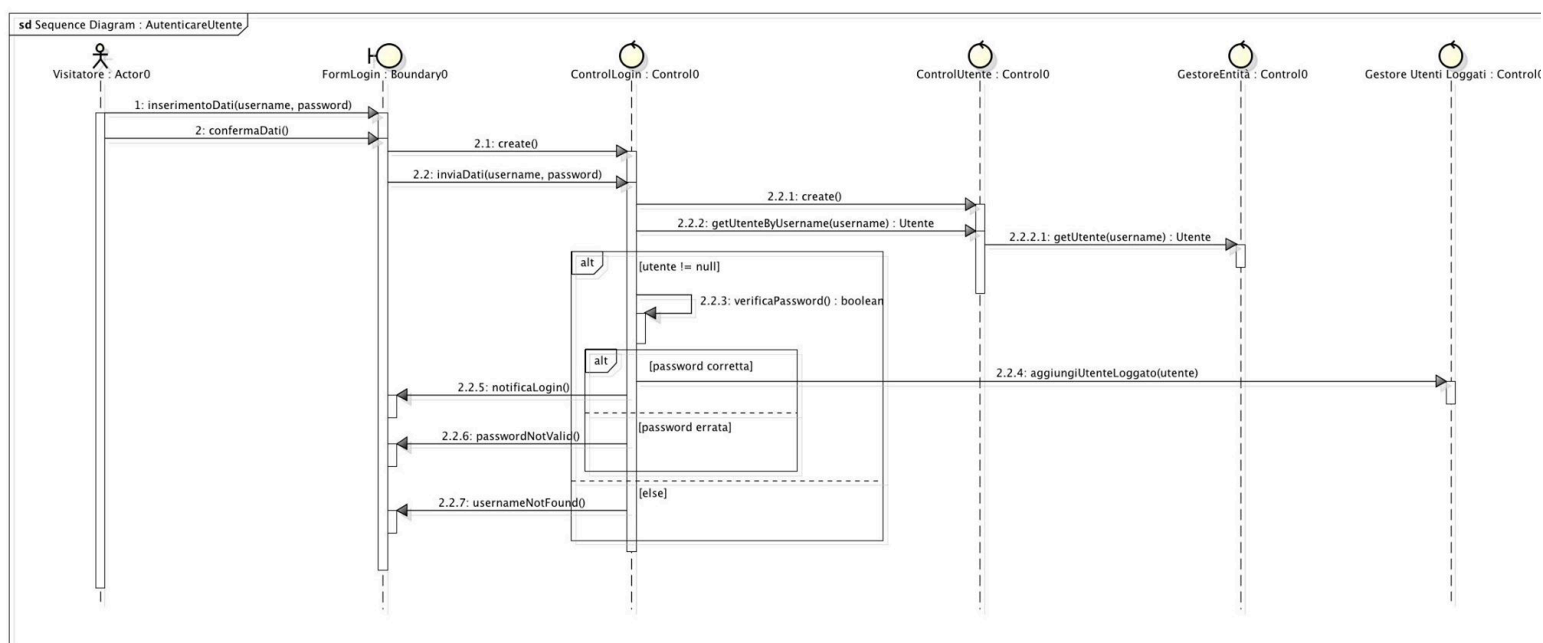 sd Sequence Diagram : AutenticareUtente
Visitatore : Actor0
FormLogin : Boundary0
ControlLogin : Control0
ControlUtente : Control0
GestoreEntità : Control0
Gestore Utenti Loggati : Control0
1: inserimentoDati(username, password)
2: confermaDati()
2.1: create()
2.2: inviaDati(username, password)
2.2.1: create()
2.2.2: getUtenteByUsername(username) : Utente
2.2.2.1: getUtente(username) : Utente
alt
[utente != null]
2.2.3: verificaPassword() : boolean
alt
[password corretta]
2.2.4: aggiungiUtenteLoggato(utente)
2.2.5: notificaLogin()
[password errata]
2.2.6: passwordNotValid()
[else]
2.2.7: usernameNotFound()